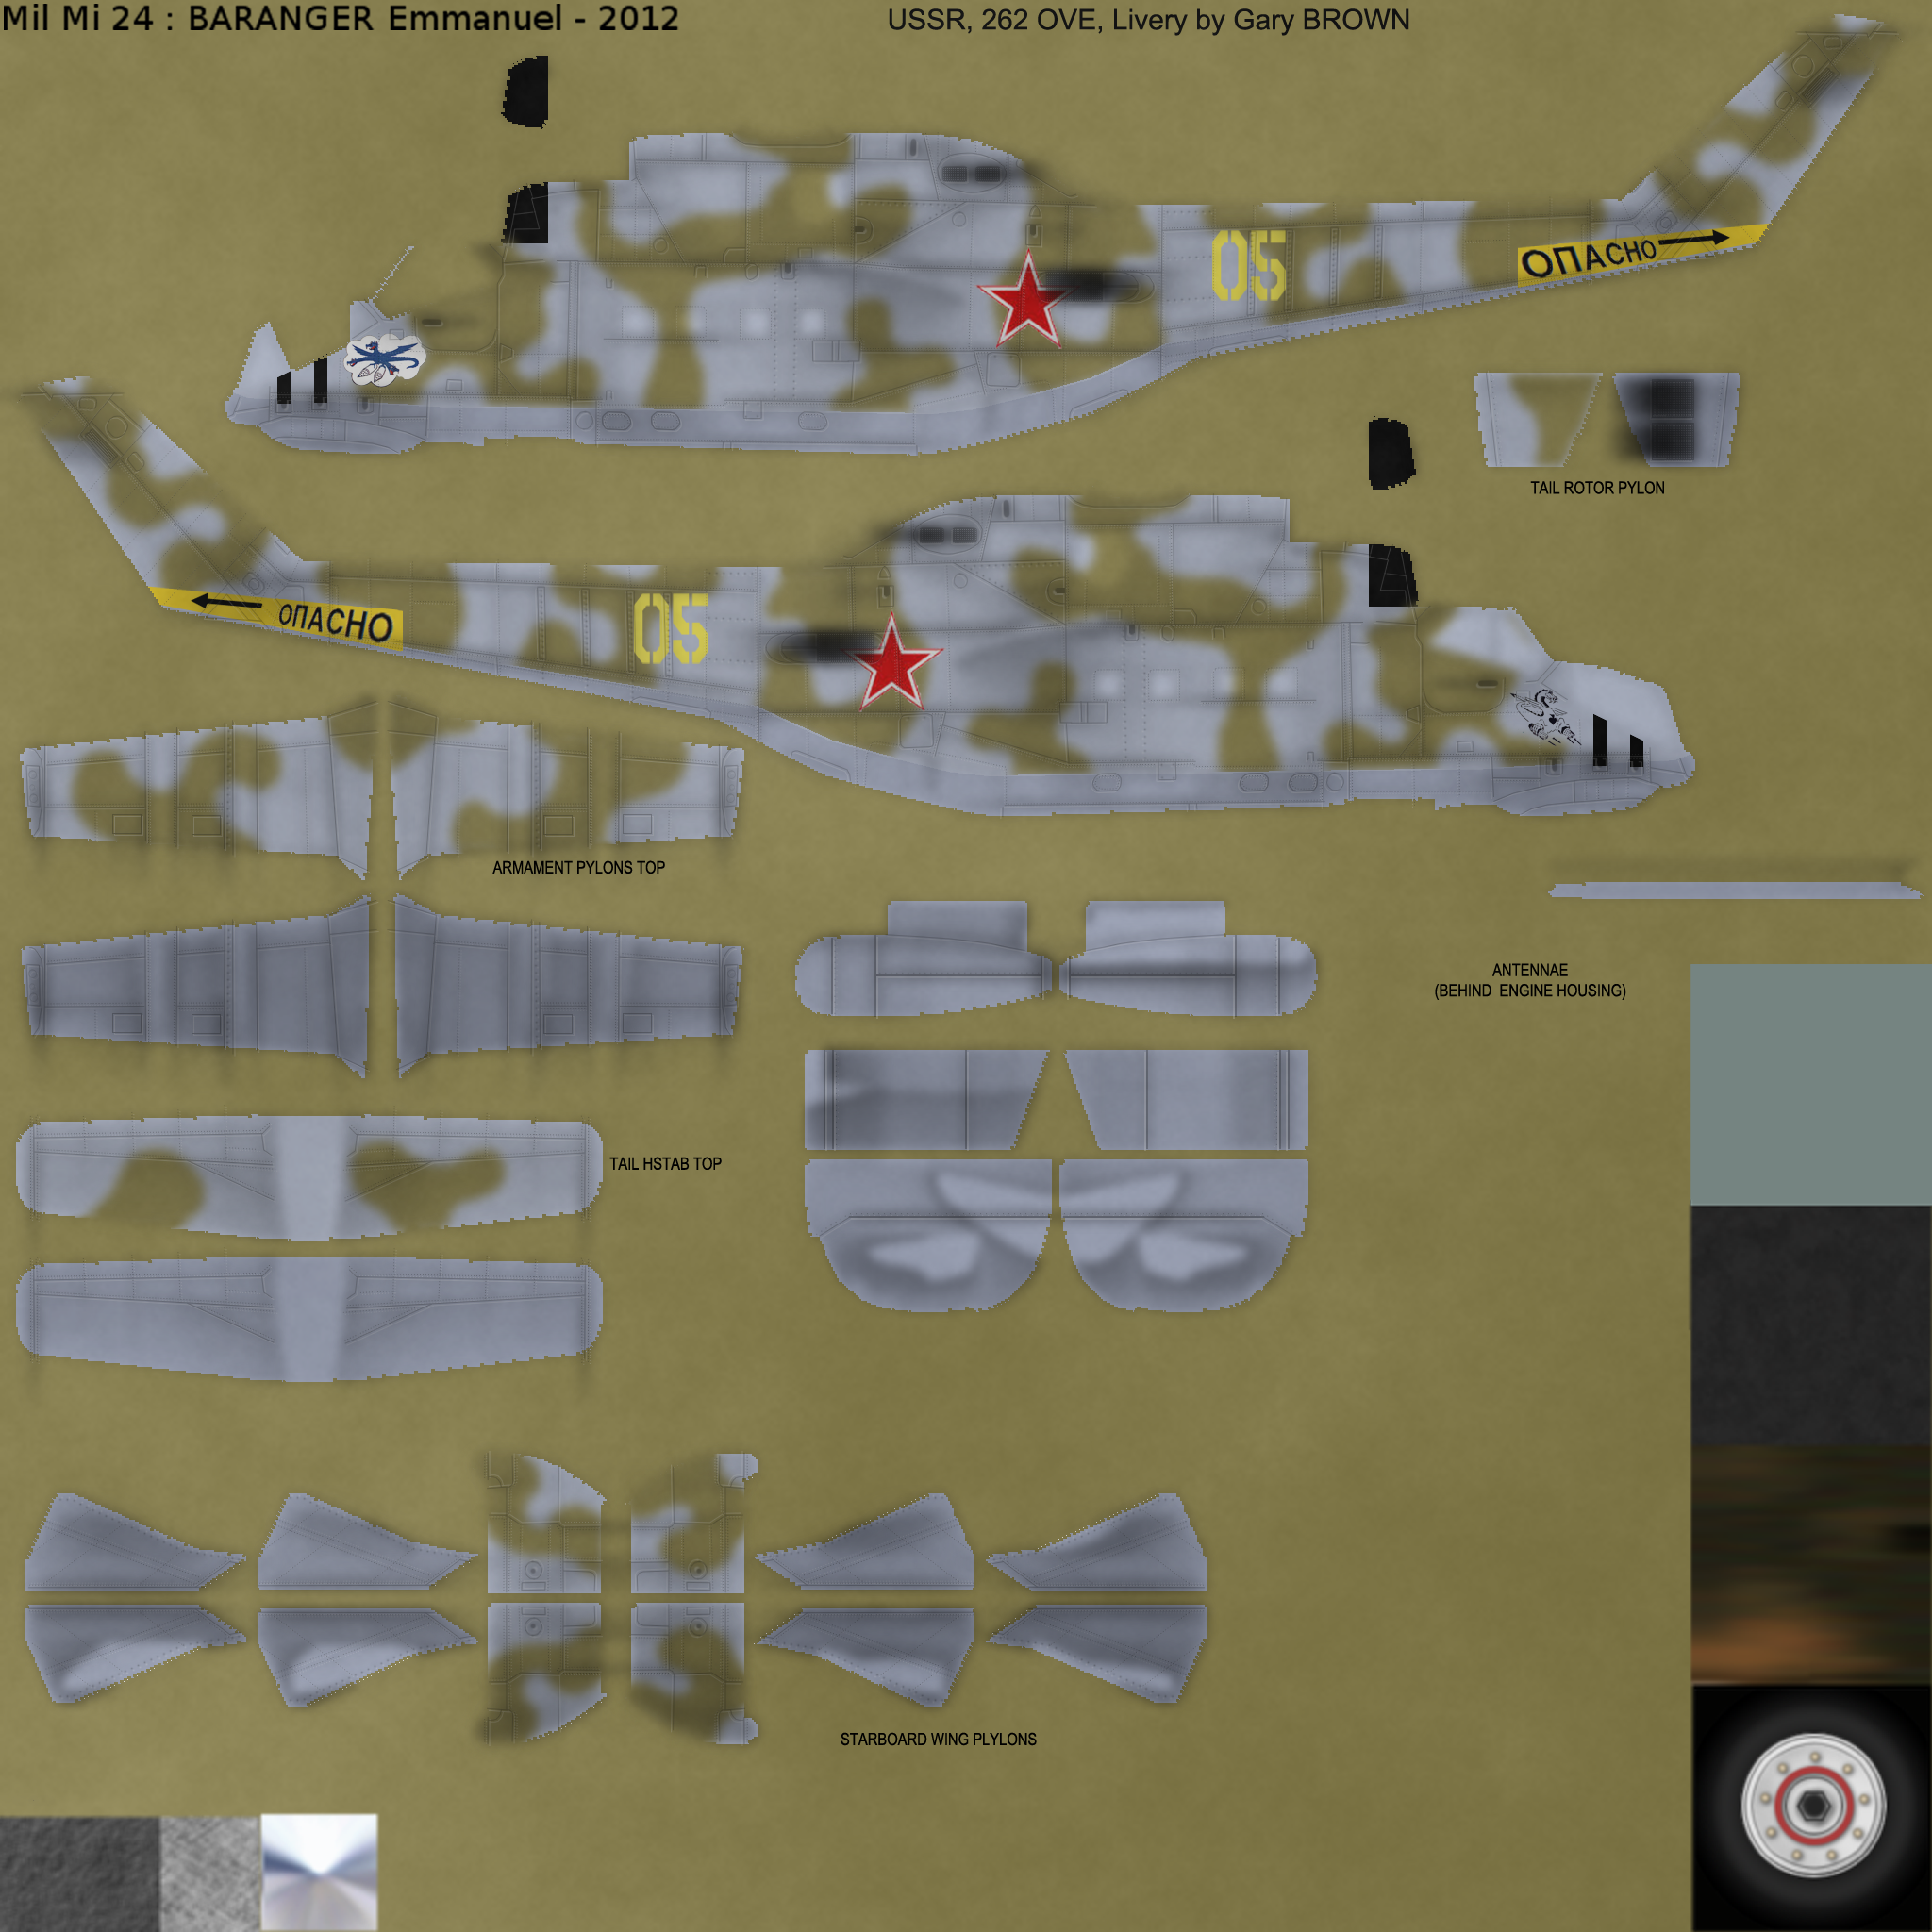 Mil Mi 24 : BARANGER Emmanuel - 2012
USSR, 262 OVE, Livery by Gary BROWN
05
ОПАСНО
TAIL ROTOR PYLON
ОПАСНО
05
ARMAMENT PYLONS TOP
ANTENNAE
(BEHIND ENGINE HOUSING)
TAIL HSTAB TOP
STARBOARD WING PLYLONS